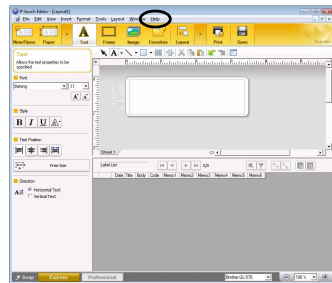 P-touch Editor - [Layout1]
File Edit View Insert Format Tools Layout Window Help
New/Open Paper Text Frame Image Favorites Layout Print Save
Text
Allows the text properties to be specified.
Font
Batang 11
A A
Style
B I U A
Text Position
Free Size
Direction
A Horizontal Text
Vertical Text
Sheet 1
Label List 0/0
Date Title Body Code Memo1 Memo2 Memo3 Memo4 Memo5 Memo6
Snap Express Professional Brother QL-570 100 %